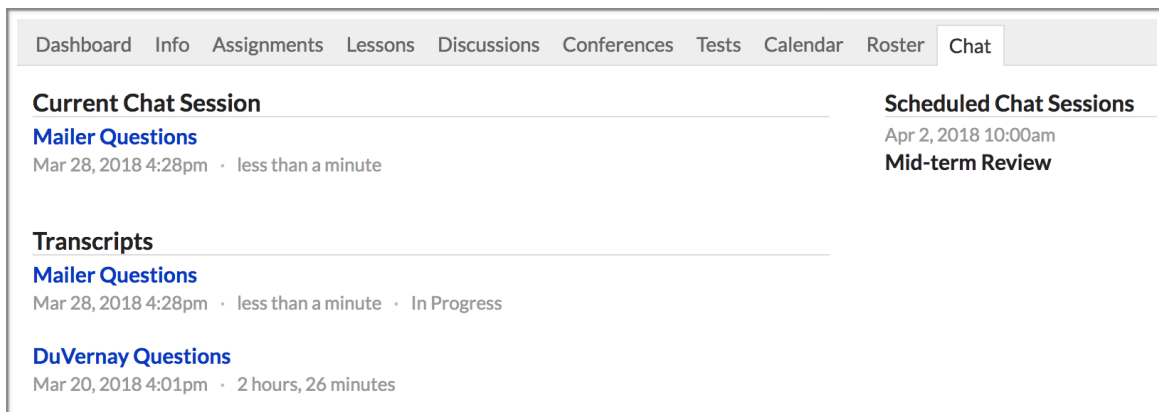 Dashboard Info Assignments Lessons Discussions Conferences Tests Calendar Roster Chat
Current Chat Session
Mailer Questions
Mar 28, 2018 4:28pm · less than a minute
Transcripts
Mailer Questions
Mar 28, 2018 4:28pm · less than a minute · In Progress
DuVernay Questions
Mar 20, 2018 4:01pm · 2 hours, 26 minutes
Scheduled Chat Sessions
Apr 2, 2018 10:00am
Mid-term Review